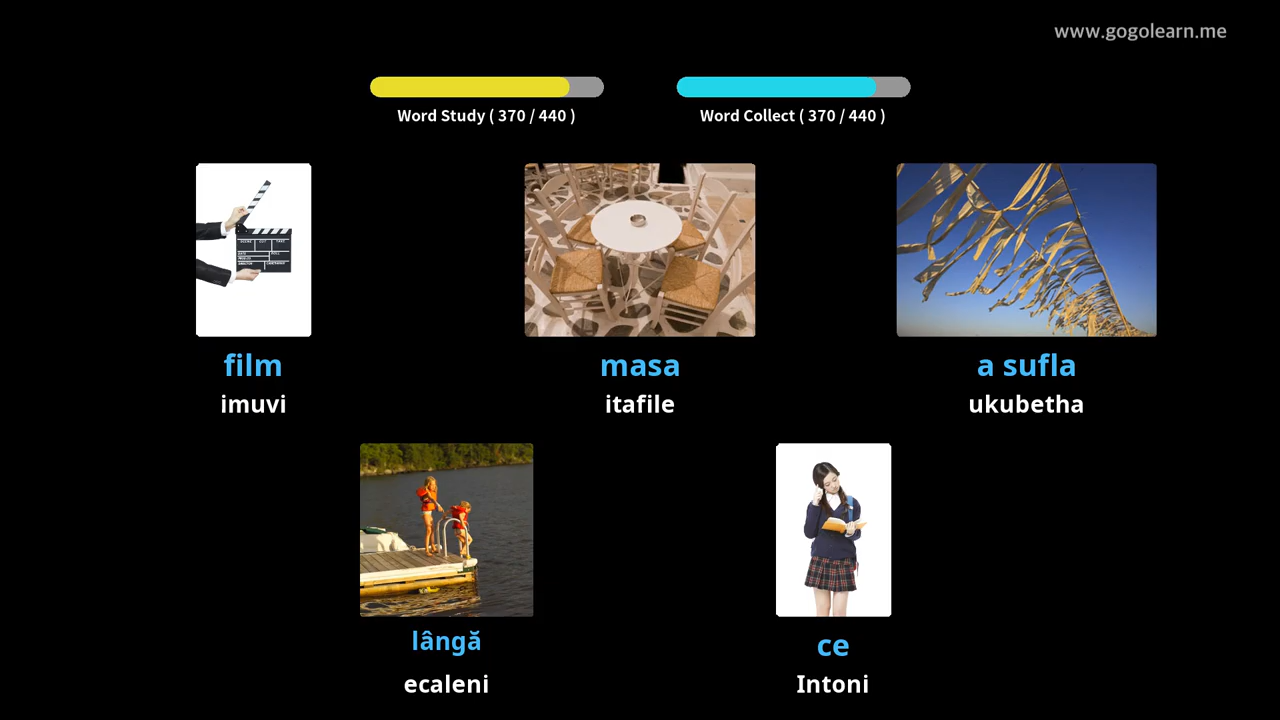 www.gogolearn.me
Word Study ( 370 / 440 )
Word Collect ( 370 / 440 )
film
imuvi
masa
itafile
a sufla
ukubetha
lângă
ecaleni
ce
Intoni